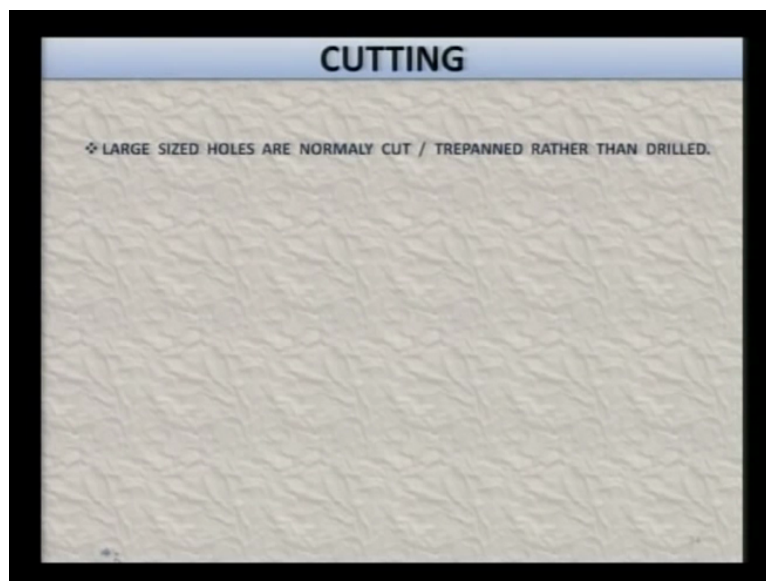 CUTTING
❖ LARGE SIZED HOLES ARE NORMALY CUT / TREPANNED RATHER THAN DRILLED.